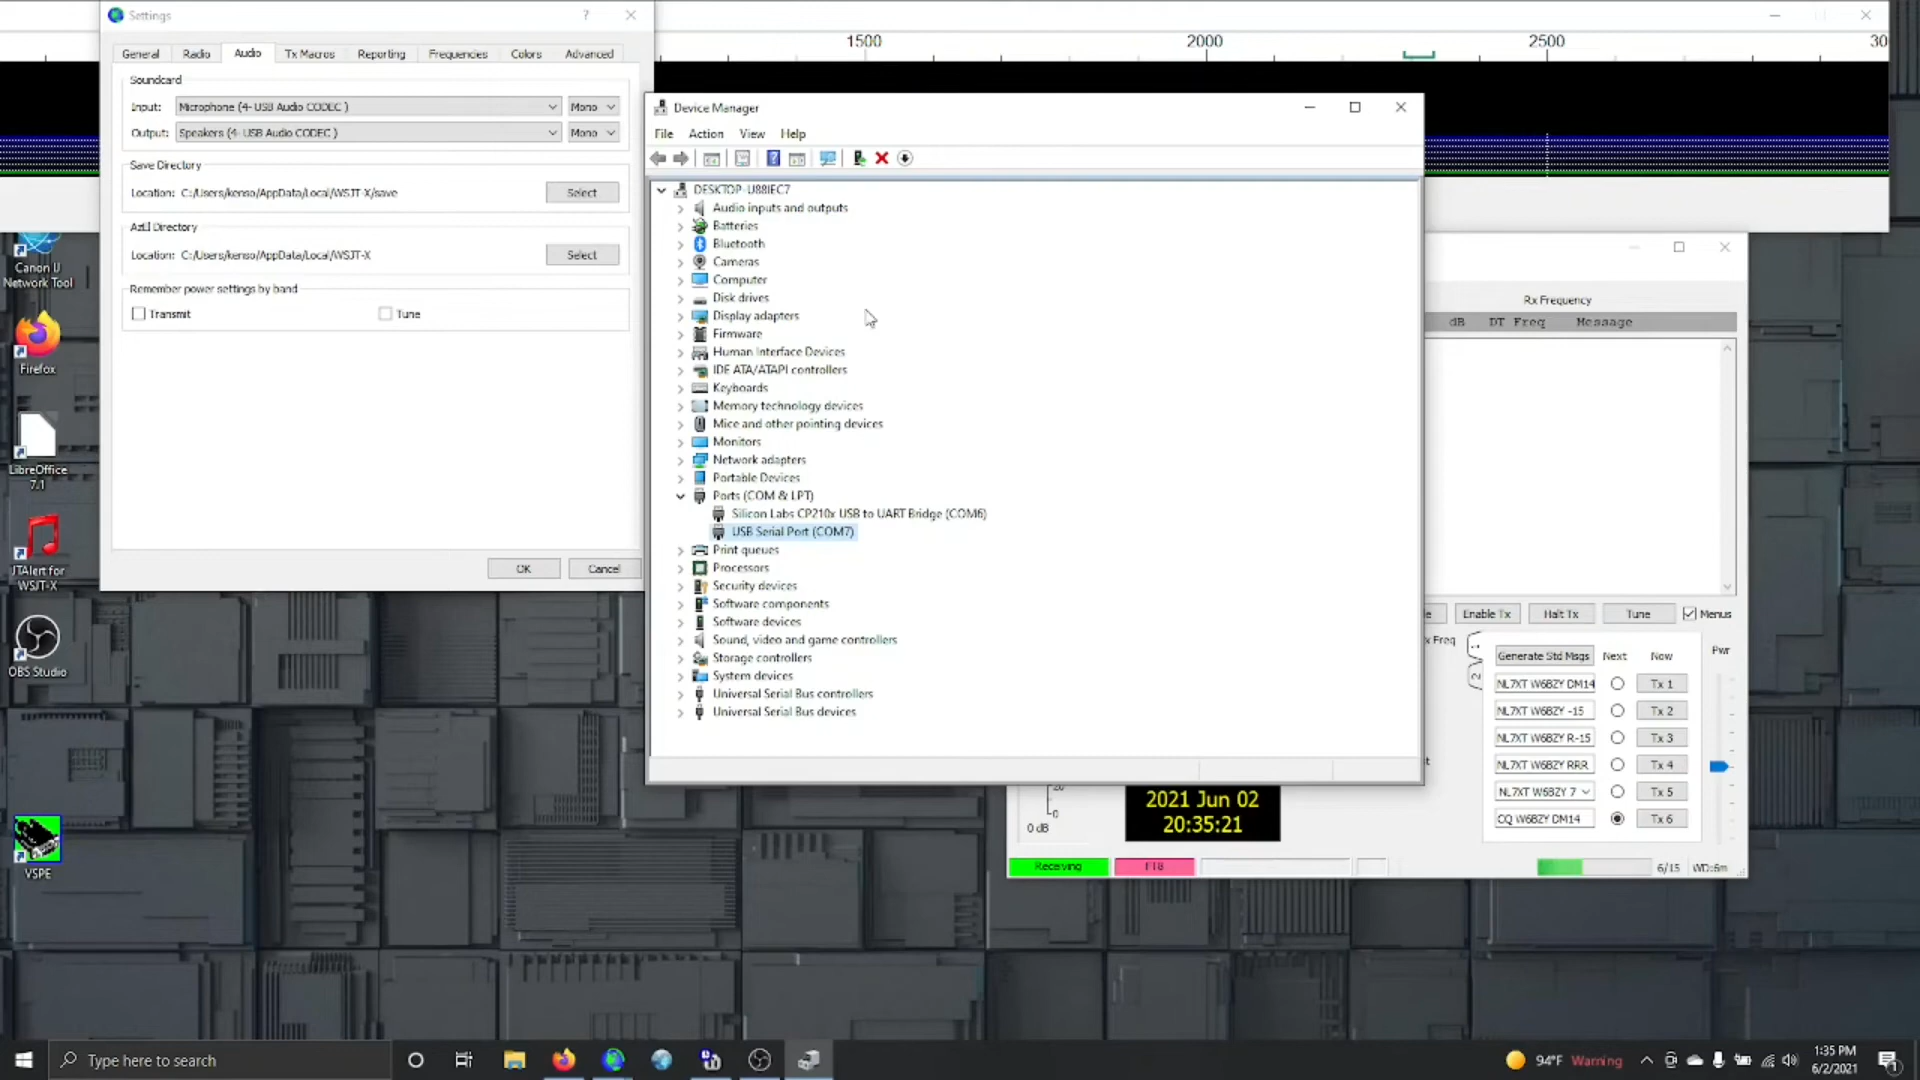 Settings
?
General
Radio
Audio
Tx Macros
Reporting
Frequencies
Colors
Advanced
Soundcard
Input: Microphone (4- USB Audio CODEC ) Mono
Output: Speakers (4- USB Audio CODEC ) Mono
Save Directory
Location: C:/Users/kenso/AppData/Local/WSJT-X/save Select
AzEl Directory
Location: C:/Users/kenso/AppData/Local/WSJT-X Select
Remember power settings by band
Transmit
Tune
OK
Cancel
1500
2000
2500
30
Device Manager
File
Action
View
Help
DESKTOP-U88IEC7
Audio inputs and outputs
Batteries
Bluetooth
Cameras
Computer
Disk drives
Display adapters
Firmware
Human Interface Devices
IDE ATA/ATAPI controllers
Keyboards
Memory technology devices
Mice and other pointing devices
Monitors
Network adapters
Portable Devices
Ports (COM & LPT)
Silicon Labs CP210x USB to UART Bridge (COM6)
USB Serial Port (COM7)
Print queues
Processors
Security devices
Software components
Software devices
Sound, video and game controllers
Storage controllers
System devices
Universal Serial Bus controllers
Universal Serial Bus devices
Rx Frequency
dB DT Freq Message
Enable Tx
Halt Tx
Tune
Menus
x Freq
1
2
Generate Std Msgs
Next
Now
Pwr
NL7XT W6BZY DM14 Tx 1
NL7XT W6BZY -15 Tx 2
NL7XT W6BZY R-15 Tx 3
NL7XT W6BZY RRR Tx 4
NL7XT W6BZY 7 Tx 5
CQ W6BZY DM14 Tx 6
0 dB
2021 Jun 02
20:35:21
Receiving
FT8
6/15
WD:6m
Canon IJ
Network Tool
Firefox
LibreOffice
7.1
JTAlert for
WSJT-X
OBS Studio
VSPE
Type here to search
94°F Warning
1:35 PM
6/2/2021
1